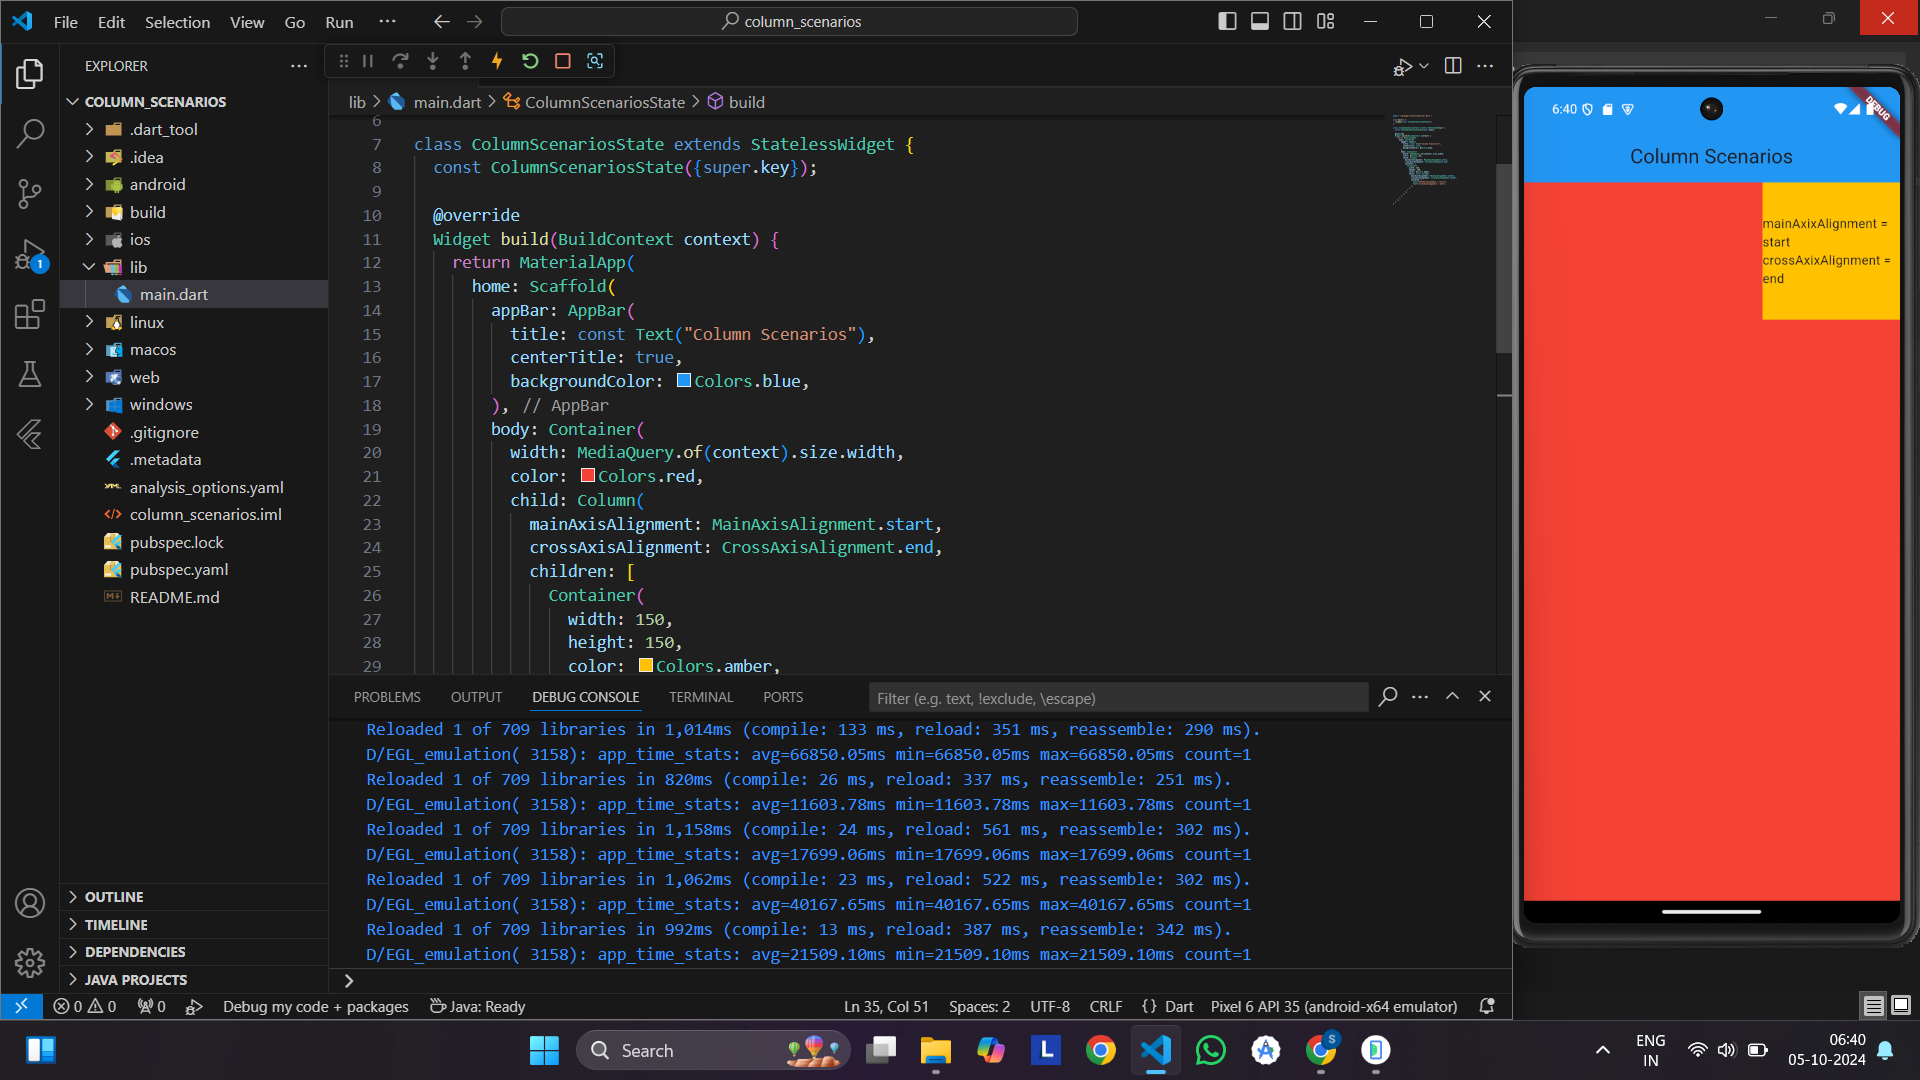 File Edit Selection View Go Run ···
column_scenarios
EXPLORER
COLUMN_SCENARIOS
.dart_tool
.idea
android
build
ios
lib
main.dart
linux
macos
web
windows
.gitignore
.metadata
analysis_options.yaml
column_scenarios.iml
pubspec.lock
pubspec.yaml
README.md
OUTLINE
TIMELINE
DEPENDENCIES
JAVA PROJECTS
1
lib > main.dart > ColumnScenariosState > build
6
7 class ColumnScenariosState extends StatelessWidget {
8 const ColumnScenariosState({super.key});
9
10 @override
11 Widget build(BuildContext context) {
12 return MaterialApp(
13 home: Scaffold(
14 appBar: AppBar(
15 title: const Text("Column Scenarios"),
16 centerTitle: true,
17 backgroundColor: Colors.blue,
18 ), // AppBar
19 body: Container(
20 width: MediaQuery.of(context).size.width,
21 color: Colors.red,
22 child: Column(
23 mainAxisAlignment: MainAxisAlignment.start,
24 crossAxisAlignment: CrossAxisAlignment.end,
25 children: [
26 Container(
27 width: 150,
28 height: 150,
29 color: Colors.amber,
PROBLEMS OUTPUT DEBUG CONSOLE TERMINAL PORTS
Filter (e.g. text, !exclude, \escape)
Reloaded 1 of 709 libraries in 1,014ms (compile: 133 ms, reload: 351 ms, reassemble: 290 ms).
D/EGL_emulation( 3158): app_time_stats: avg=66850.05ms min=66850.05ms max=66850.05ms count=1
Reloaded 1 of 709 libraries in 820ms (compile: 26 ms, reload: 337 ms, reassemble: 251 ms).
D/EGL_emulation( 3158): app_time_stats: avg=11603.78ms min=11603.78ms max=11603.78ms count=1
Reloaded 1 of 709 libraries in 1,158ms (compile: 24 ms, reload: 561 ms, reassemble: 302 ms).
D/EGL_emulation( 3158): app_time_stats: avg=17699.06ms min=17699.06ms max=17699.06ms count=1
Reloaded 1 of 709 libraries in 1,062ms (compile: 23 ms, reload: 522 ms, reassemble: 302 ms).
D/EGL_emulation( 3158): app_time_stats: avg=40167.65ms min=40167.65ms max=40167.65ms count=1
Reloaded 1 of 709 libraries in 992ms (compile: 13 ms, reload: 387 ms, reassemble: 342 ms).
D/EGL_emulation( 3158): app_time_stats: avg=21509.10ms min=21509.10ms max=21509.10ms count=1
0 0 0 Debug my code + packages Java: Ready Ln 35, Col 51 Spaces: 2 UTF-8 CRLF {} Dart Pixel 6 API 35 (android-x64 emulator)
6:40
DEBUG
Column Scenarios
mainAxixAlignment =
start
crossAxixAlignment =
end
Search
L
S
ENG
IN
06:40
05-10-2024